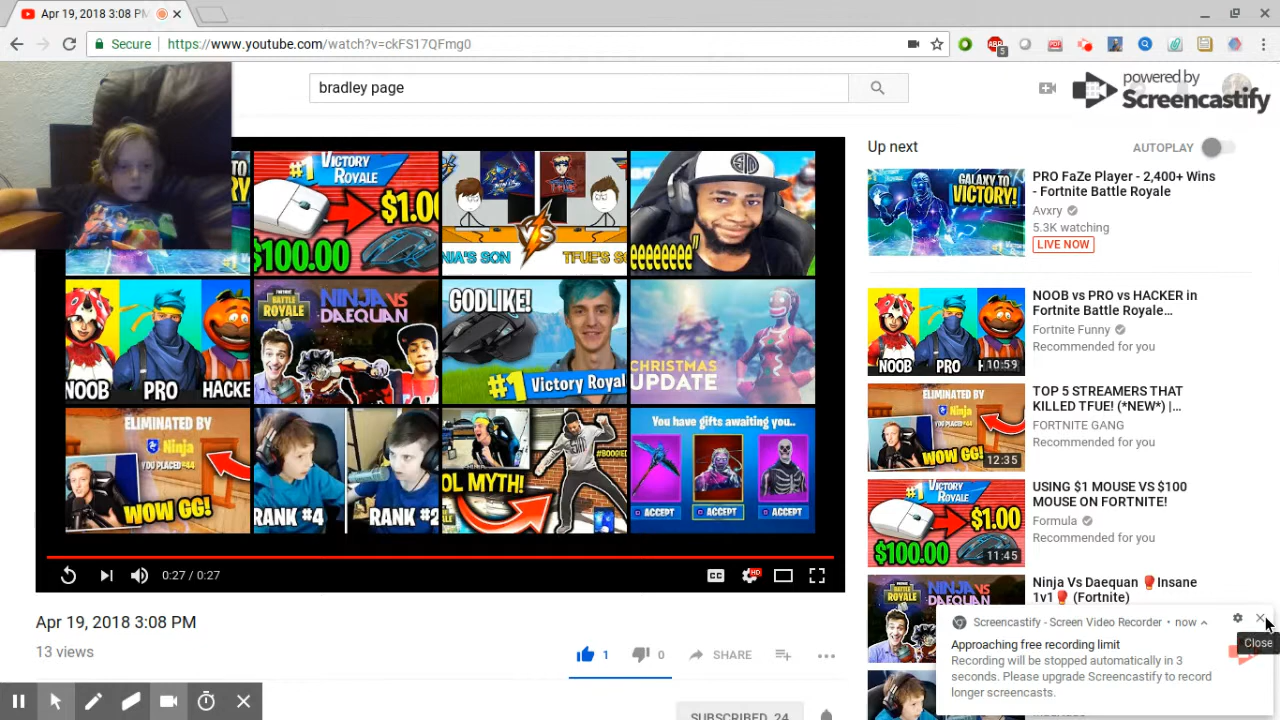 Apr 19, 2018 3:08 PM
Secure
https://www.youtube.com/watch?v=ckFS17QFmg0
5
bradley page
powered by
Screencastify
Up next
AUTOPLAY
#1 VICTORY ROYALE
$1.00
$100.00
VS
NIA'S SON
TFUE'S
TSM
eeeeeeee"
NOOB
PRO
HACKE
BATTLE ROYALE
NINJA VS
DAEQUAN
GODLIKE!
#1 Victory Royal
CHRISTMAS
UPDATE
ELIMINATED BY
Ninja
YOU PLACED #44
WOW GG!
RANK #4
RANK #2
OL MYTH!
You have gifts awaiting you..
ACCEPT
ACCEPT
ACCEPT
0:27 / 0:27
CC
HD
Apr 19, 2018 3:08 PM
13 views
1
0
SHARE
SUBSCRIBED 24
GALAXY TO
VICTORY!
PRO FaZe Player - 2,400+ Wins
- Fortnite Battle Royale
Avxry
5.3K watching
LIVE NOW
NOOB
PRO
10:59
NOOB vs PRO vs HACKER in
Fortnite Battle Royale…
Fortnite Funny
Recommended for you
ELIMINATED BY
Ninja
WOW GG!
12:35
TOP 5 STREAMERS THAT
KILLED TFUE! (*NEW*) |…
FORTNITE GANG
Recommended for you
#1 VICTORY ROYALE
$1.00
$100.00
11:45
USING $1 MOUSE VS $100
MOUSE ON FORTNITE!
Formula
Recommended for you
NINJA VS
DAEQUAN
Ninja Vs Daequan 🥊Insane
1v1🥊 (Fortnite)
Screencastify - Screen Video Recorder • now
Close
Approaching free recording limit
Recording will be stopped automatically in 3
seconds. Please upgrade Screencastify to record
longer screencasts.